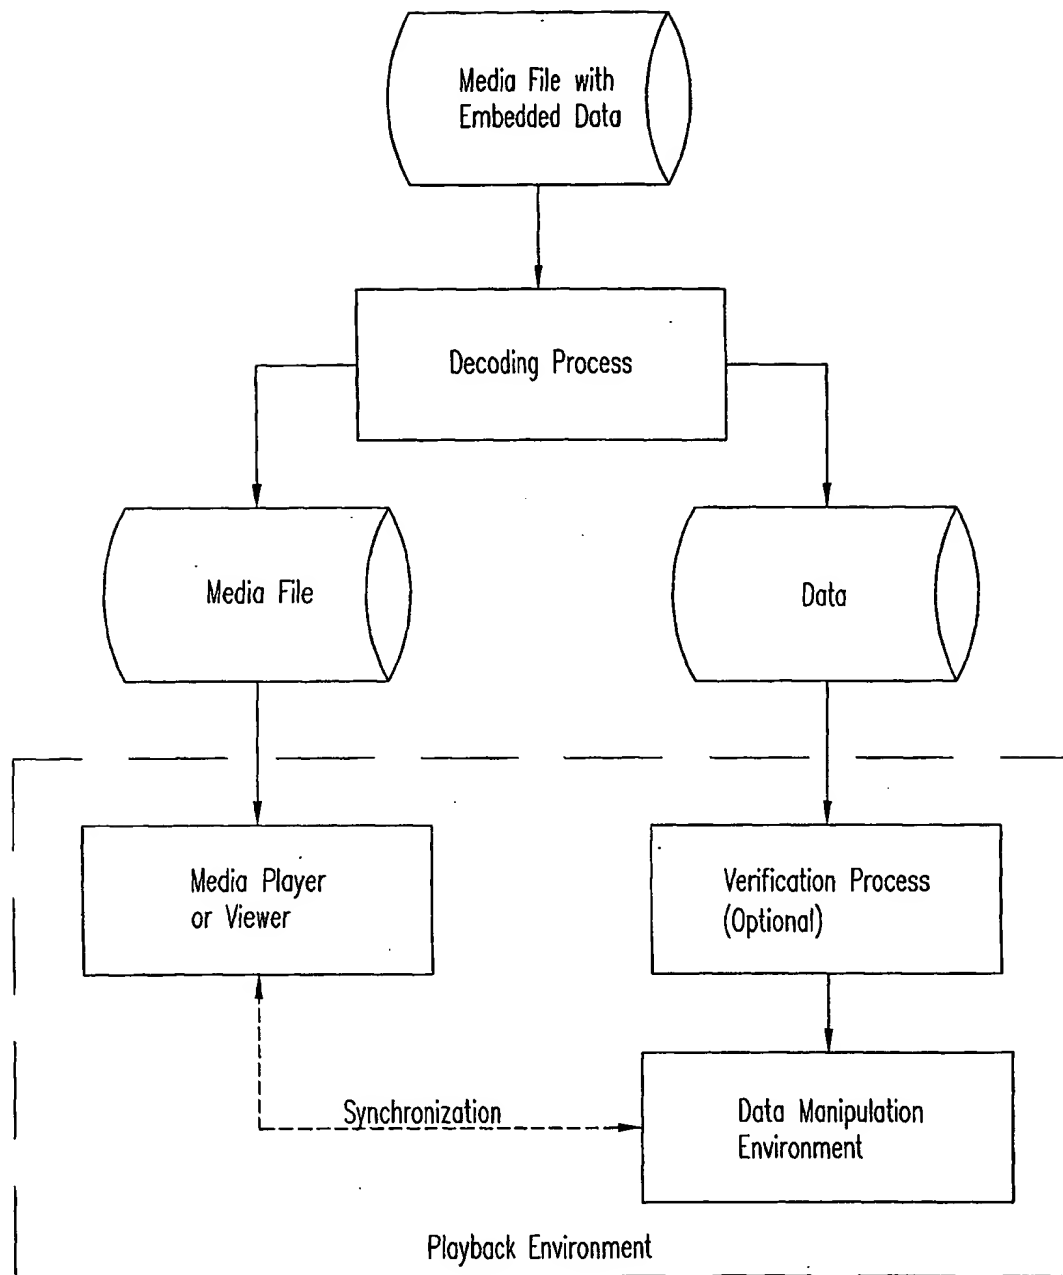 Media File with
Embedded Data
Decoding Process
Media File
Data
Media Player
or Viewer
Verification Process
(Optional)
Synchronization
Data Manipulation
Environment
Playback Environment